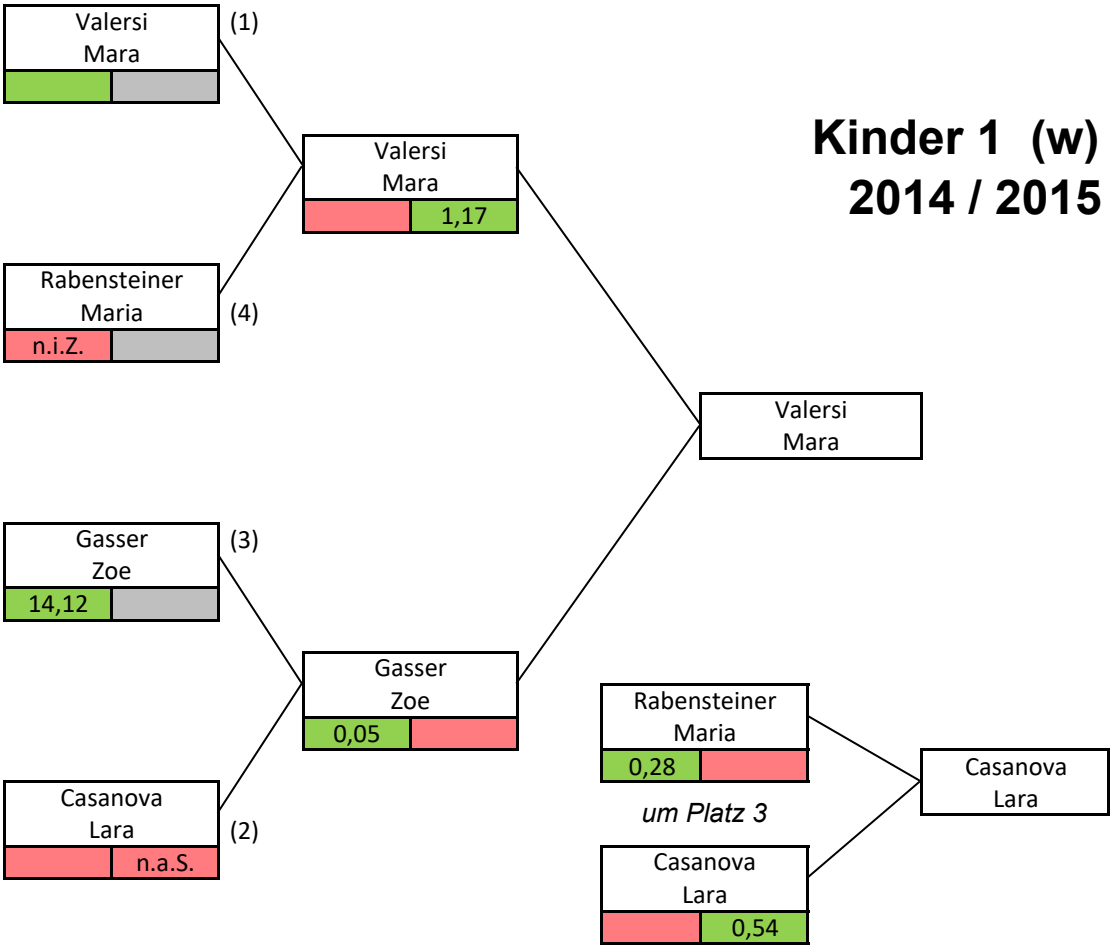 Valersi
Mara
(1)
Kinder 1 (w)
2014 / 2015
Valersi
Mara
1,17
Rabensteiner
Maria
(4)
n.i.Z.
Valersi
Mara
Gasser
Zoe
(3)
14,12
Gasser
Zoe
0,05
Casanova
Lara
(2)
n.a.S.
Rabensteiner
Maria
0,28
um Platz 3
Casanova
Lara
0,54
Casanova
Lara